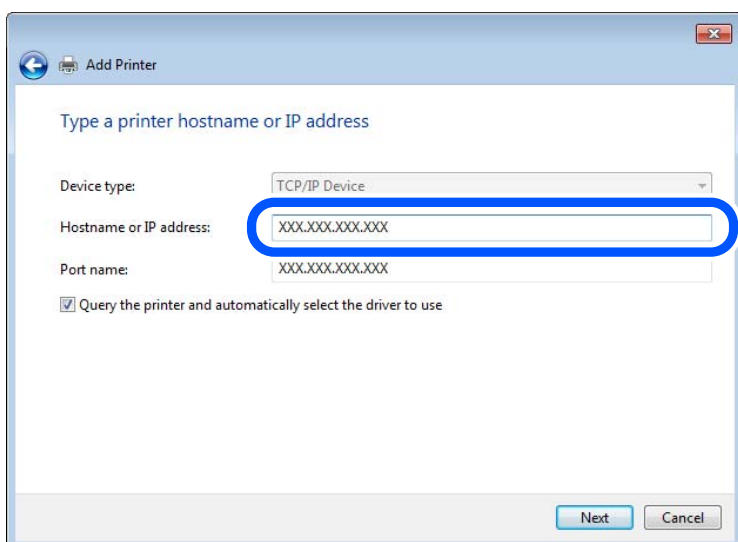 Add Printer
Type a printer hostname or IP address
Device type: TCP/IP Device
Hostname or IP address: XXX.XXX.XXX.XXX
Port name: XXX.XXX.XXX.XXX
Query the printer and automatically select the driver to use
Next Cancel